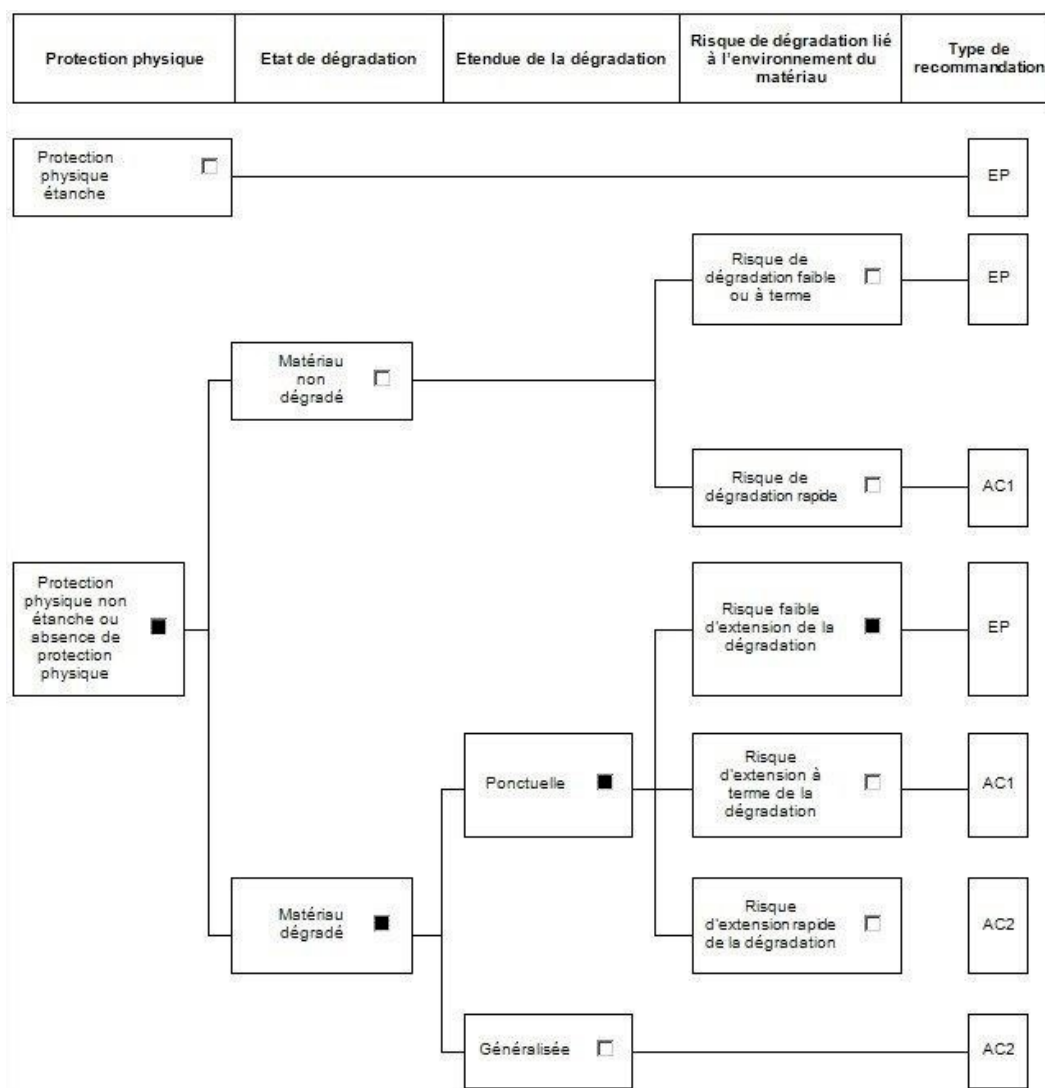 Protection physique
Etat de dégradation
Etendue de la dégradation
Risque de dégradation lié
à l'environnement du
matériau
Type de
recommandation
Protection
physique
étanche
EP
Risque de
dégradation faible
ou à terme
EP
Matériau
non
dégradé
Risque de
dégradation rapide
AC1
Protection
physique non
étanche ou
absence de
protection
physique
Risque faible
d'extension de la
dégradation
EP
Ponctuelle
Risque
d'extension à
terme de la
dégradation
AC1
Matériau
dégradé
Risque
d'extension rapide
de la dégradation
AC2
Généralisée
AC2